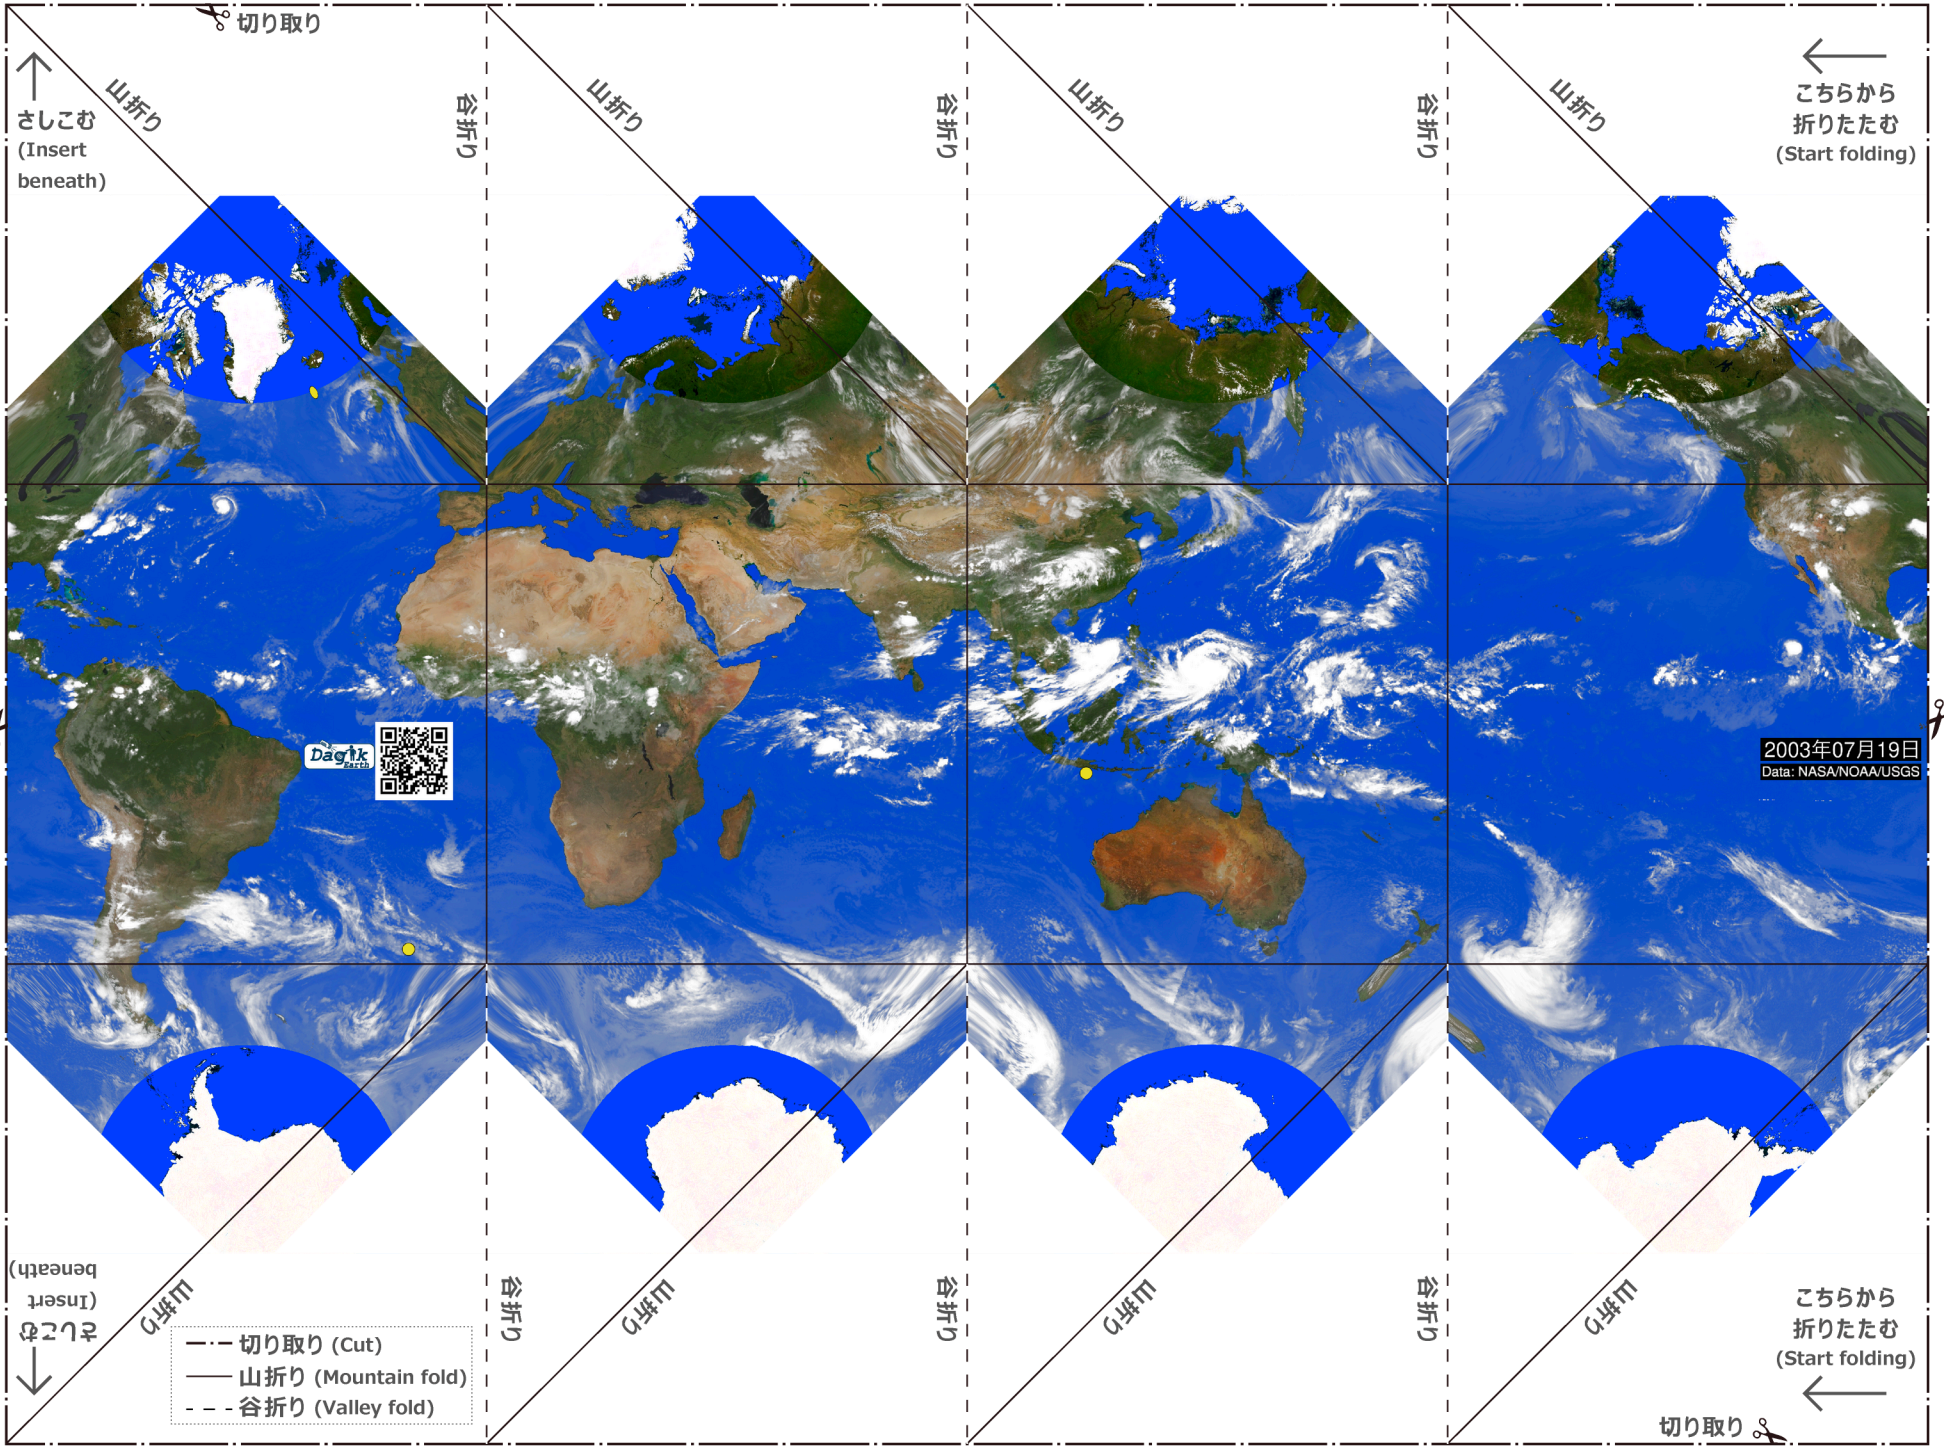 切り取り
山折り
谷折り
山折り
谷折り
山折り
谷折り
山折り
さしこむ
(Insert
beneath)
こちらから
折りたたむ
(Start folding)
Dagik
Earth
2003年07月19日
Data: NASA/NOAA/USGS
さしこむ
(Insert
beneath)
山折り
谷折り
山折り
谷折り
山折り
谷折り
山折り
こちらから
折りたたむ
(Start folding)
切り取り (Cut)
山折り (Mountain fold)
谷折り (Valley fold)
切り取り